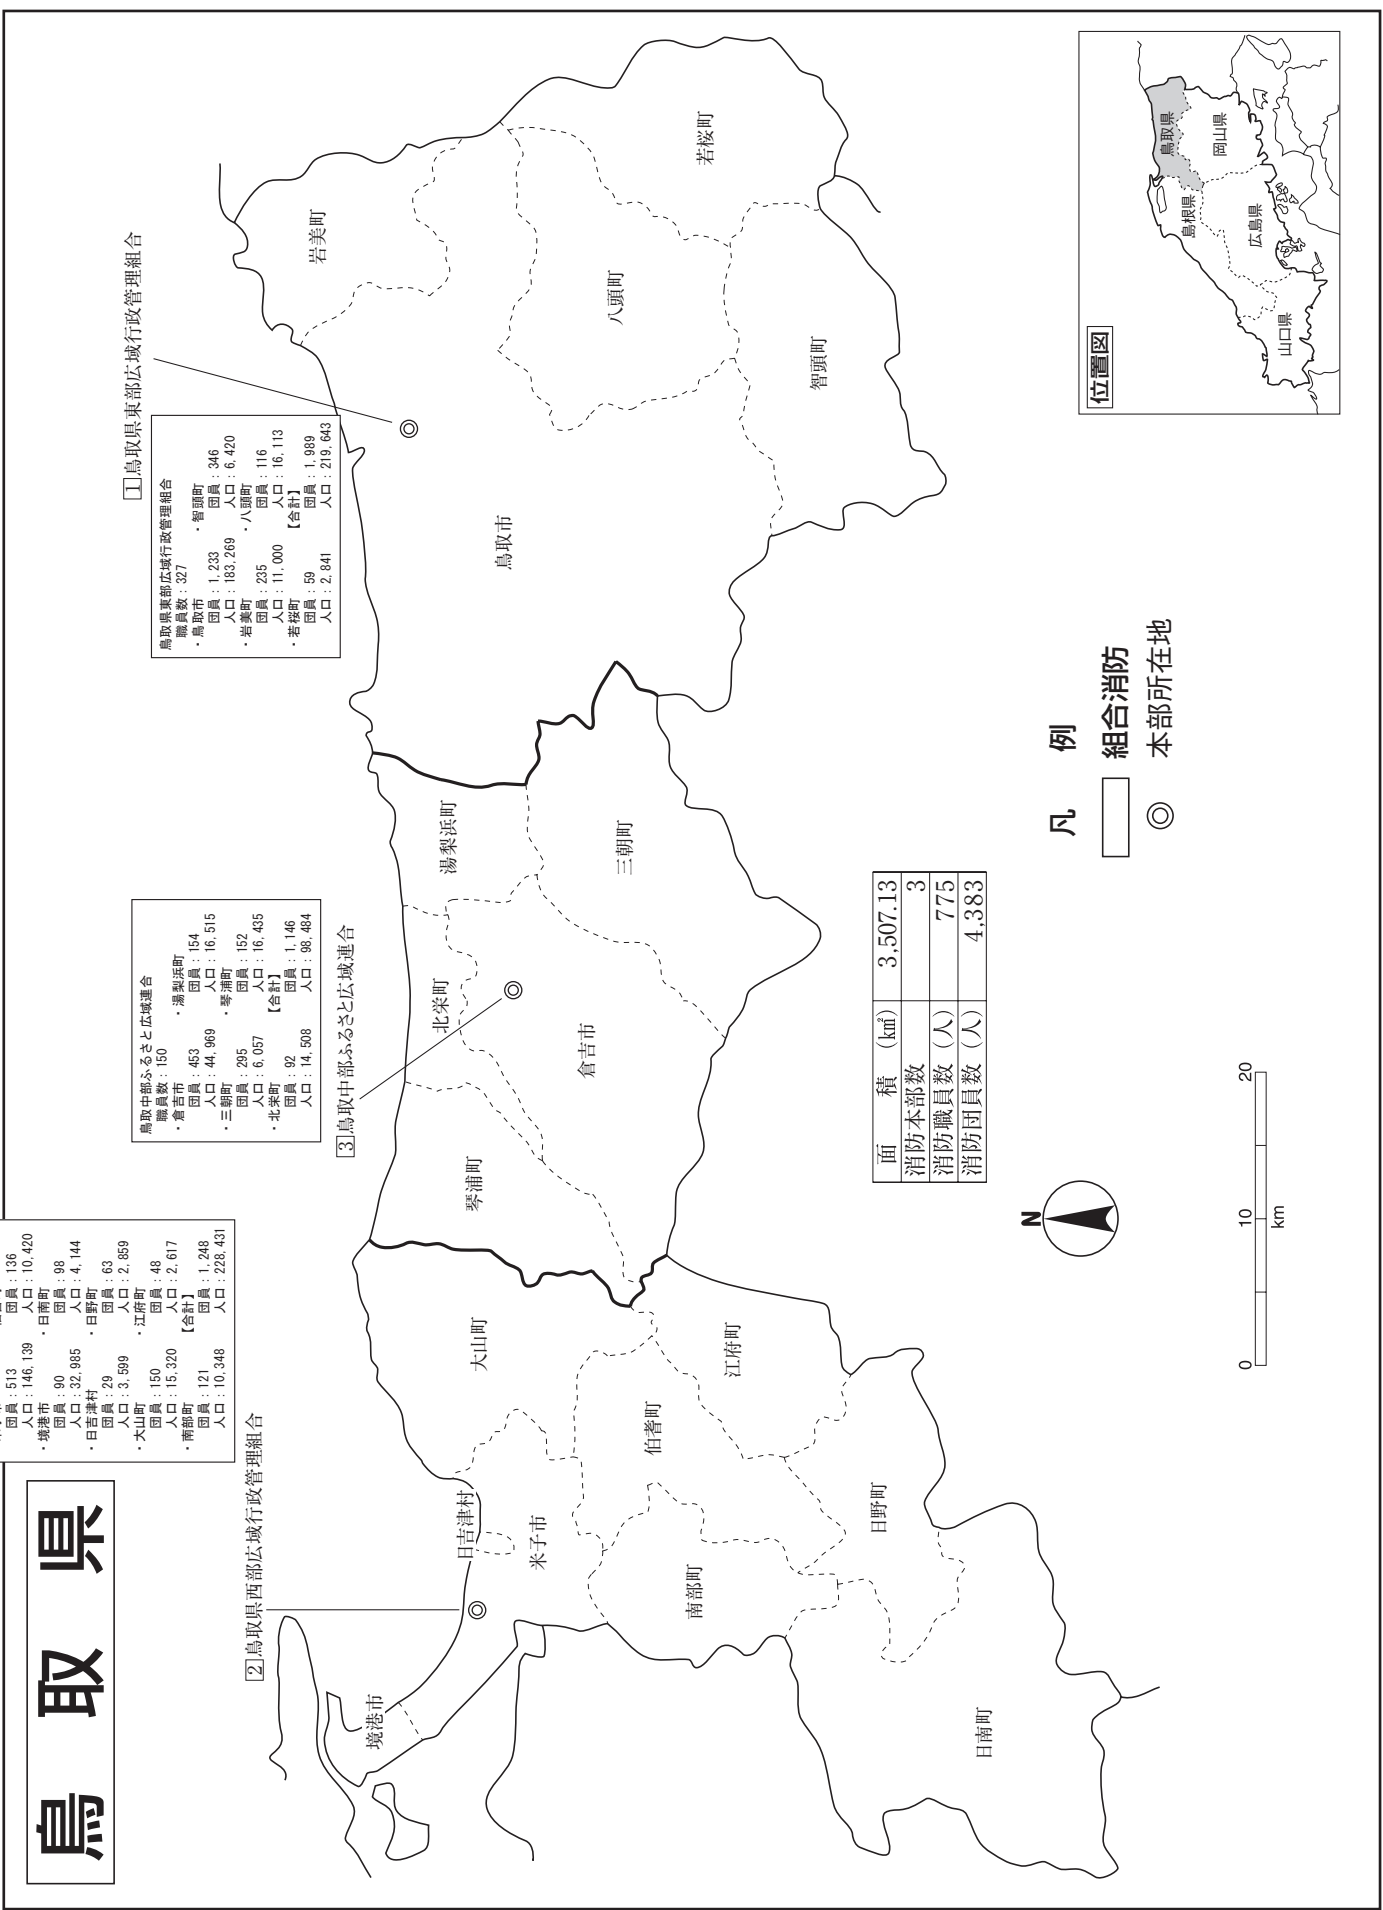 鳥取県
団員：513
人口：146,139
・境港市
団員：90
人口：32,985
・日吉津村
団員：29
人口：3,599
・大山町
団員：150
人口：15,320
・南部町
団員：121
人口：10,348
団員：136
人口：10,420
・日南町
団員：98
人口：4,144
・日野町
団員：63
人口：2,859
・江府町
団員：48
人口：2,617
【合計】
団員：1,248
人口：228,431
2 鳥取県西部広域行政管理組合
鳥取中部ふるさと広域連合
職員数：150
・倉吉市
団員：453
人口：44,969
・三朝町
団員：295
人口：6,057
・北栄町
団員：92
人口：14,508
・湯梨浜町
団員：154
人口：16,515
・琴浦町
団員：152
人口：16,435
【合計】
団員：1,146
人口：98,484
3 鳥取中部ふるさと広域連合
1 鳥取県東部広域行政管理組合
鳥取県東部広域行政管理組合
職員数：327
・鳥取市
団員：1,233
人口：183,269
・岩美町
団員：235
人口：11,000
・若桜町
団員：59
人口：2,841
・智頭町
団員：346
人口：6,420
・八頭町
団員：116
人口：16,113
【合計】
団員：1,989
人口：219,643
境港市
日吉津村
米子市
大山町
伯耆町
南部町
江府町
日野町
日南町
琴浦町
北栄町
倉吉市
湯梨浜町
三朝町
鳥取市
岩美町
八頭町
若桜町
智頭町
面積（㎢） 3,507.13
消防本部数 3
消防職員数（人） 775
消防団員数（人） 4,383
N
0 10 20
km
凡例
組合消防
本部所在地
位置図
鳥取県
島根県
岡山県
広島県
山口県